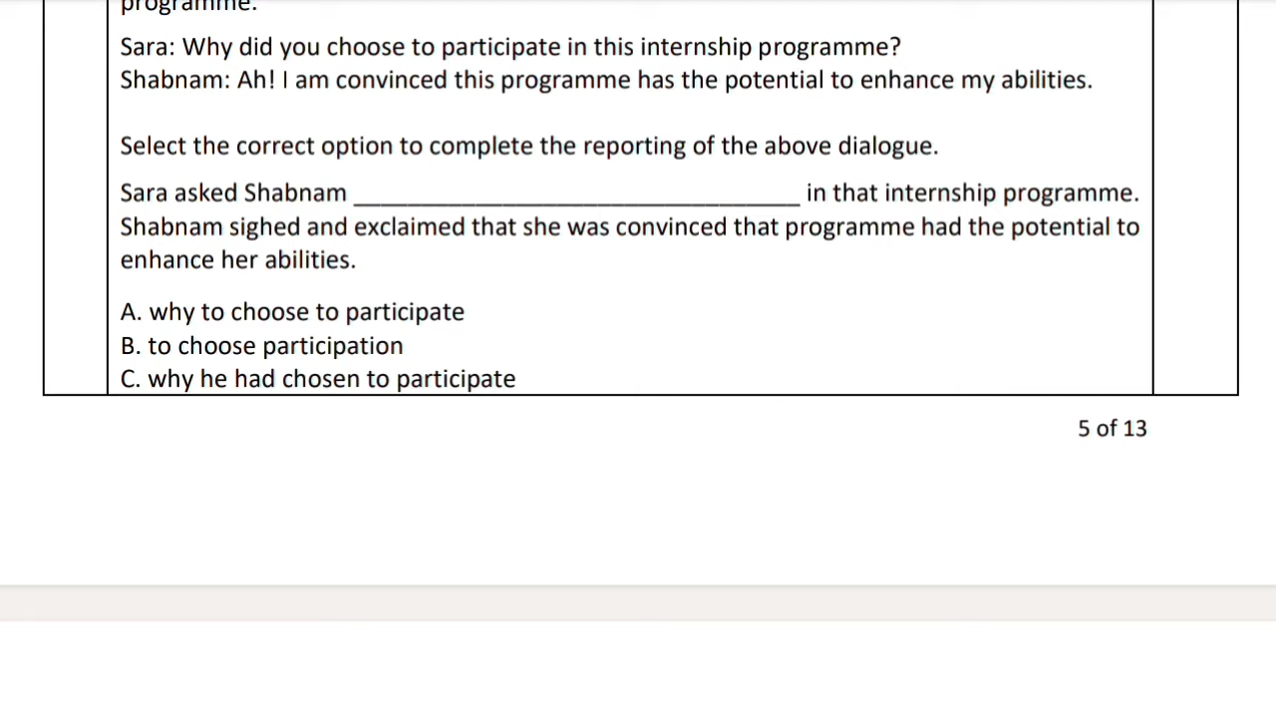 programme.
Sara: Why did you choose to participate in this internship programme?
Shabnam: Ah! I am convinced this programme has the potential to enhance my abilities.
Select the correct option to complete the reporting of the above dialogue.
Sara asked Shabnam ________________________________ in that internship programme.
Shabnam sighed and exclaimed that she was convinced that programme had the potential to
enhance her abilities.
A. why to choose to participate
B. to choose participation
C. why he had chosen to participate
5 of 13